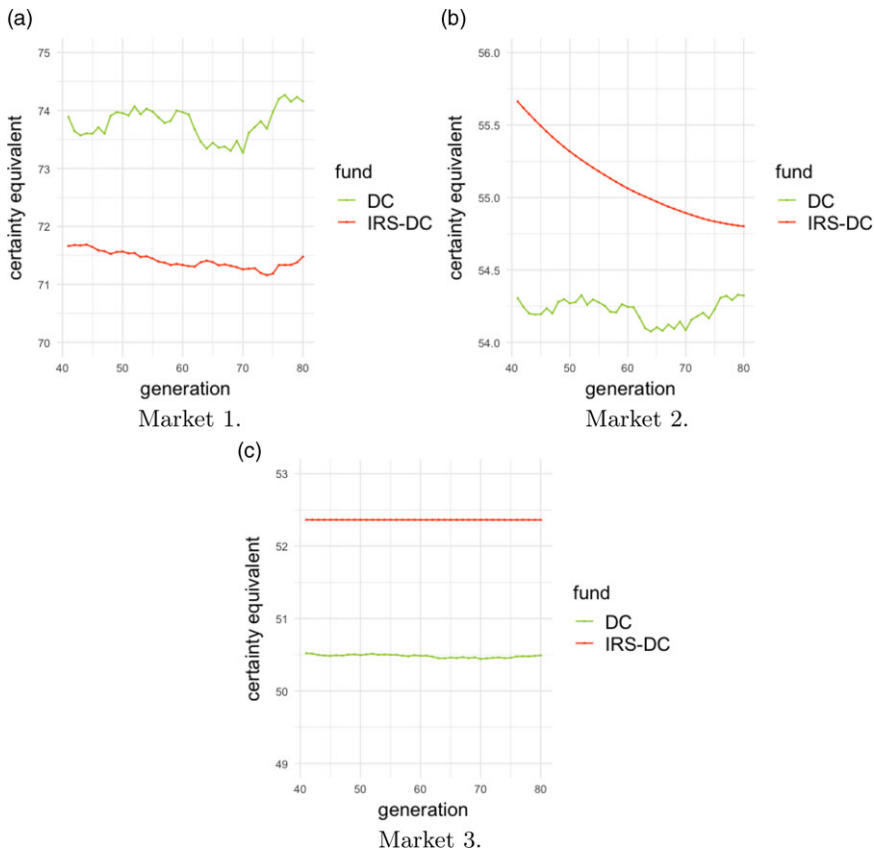 (a)
75
74
73
72
71
70
certainty equivalent
40 50 60 70 80
generation
fund
DC
IRS-DC
Market 1.
(b)
56.0
55.5
55.0
54.5
54.0
certainty equivalent
40 50 60 70 80
generation
fund
DC
IRS-DC
Market 2.
(c)
53
52
51
50
49
certainty equivalent
40 50 60 70 80
generation
fund
DC
IRS-DC
Market 3.